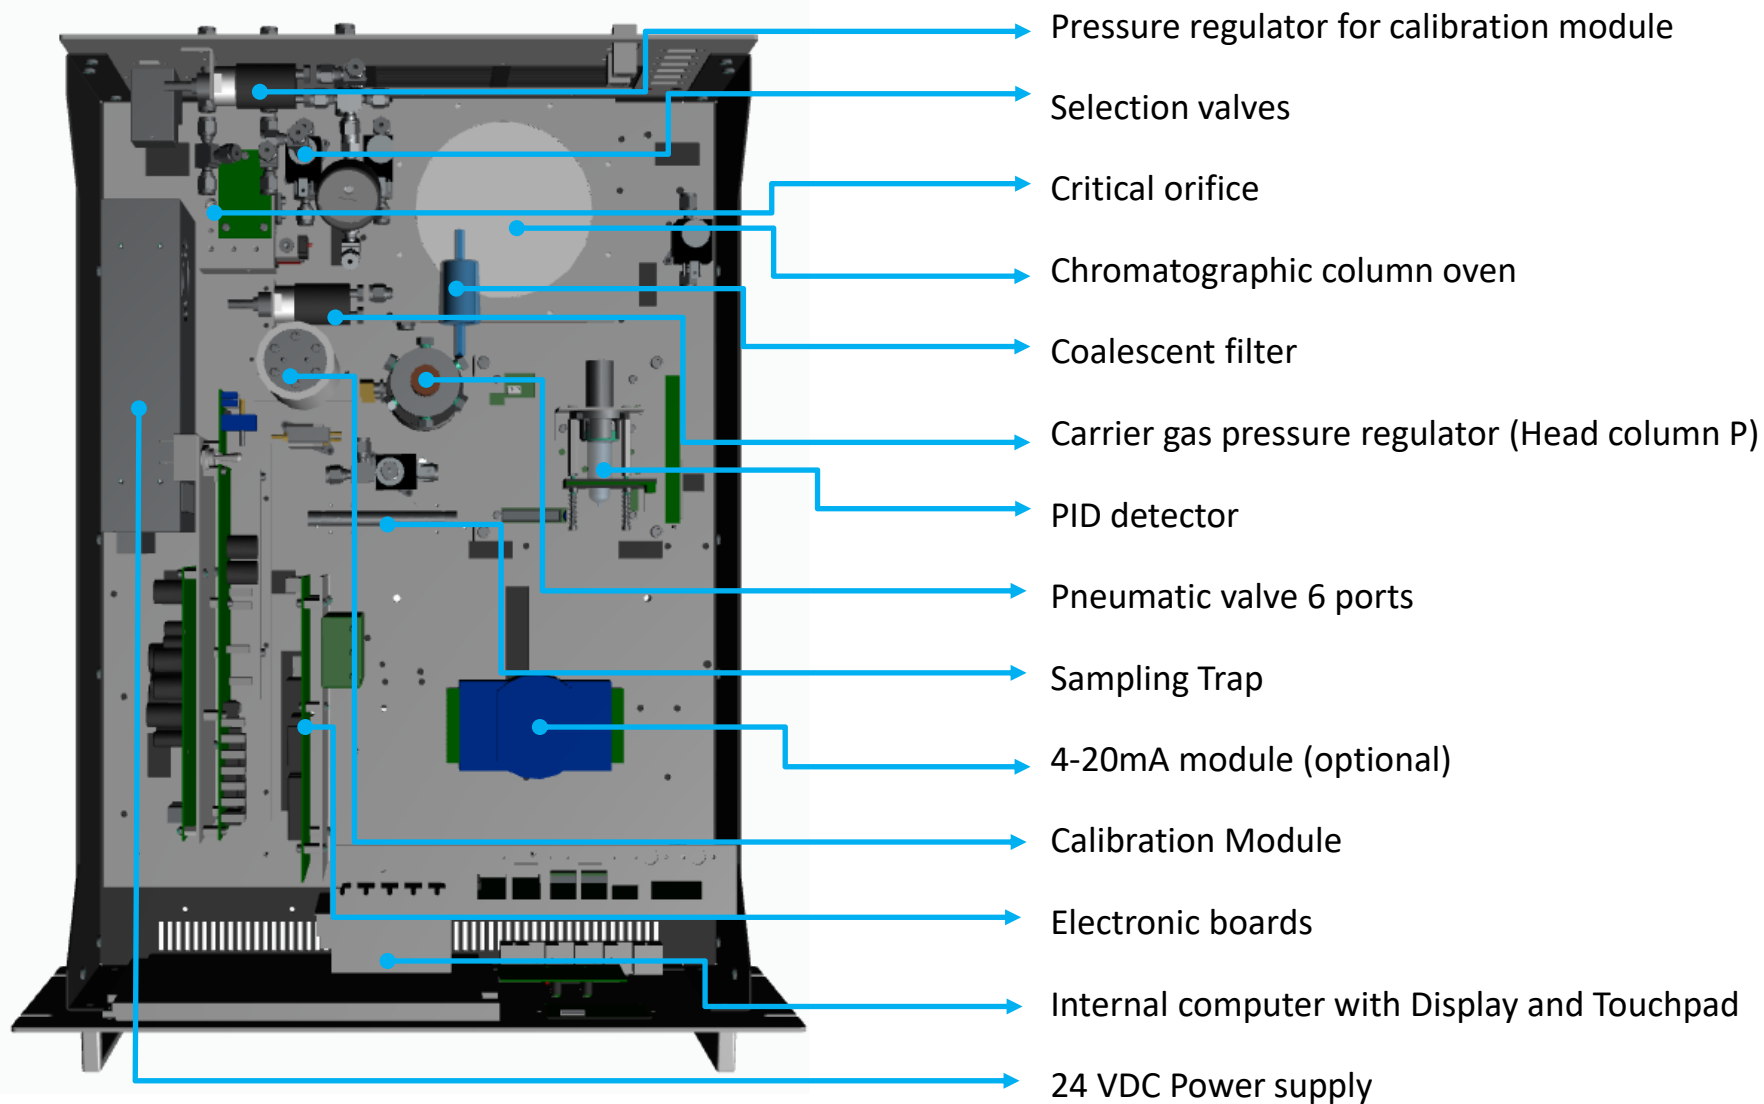 Pressure regulator for calibration module
Selection valves
Critical orifice
Chromatographic column oven
Coalescent filter
Carrier gas pressure regulator (Head column P)
PID detector
Pneumatic valve 6 ports
Sampling Trap
4-20mA module (optional)
Calibration Module
Electronic boards
Internal computer with Display and Touchpad
24 VDC Power supply